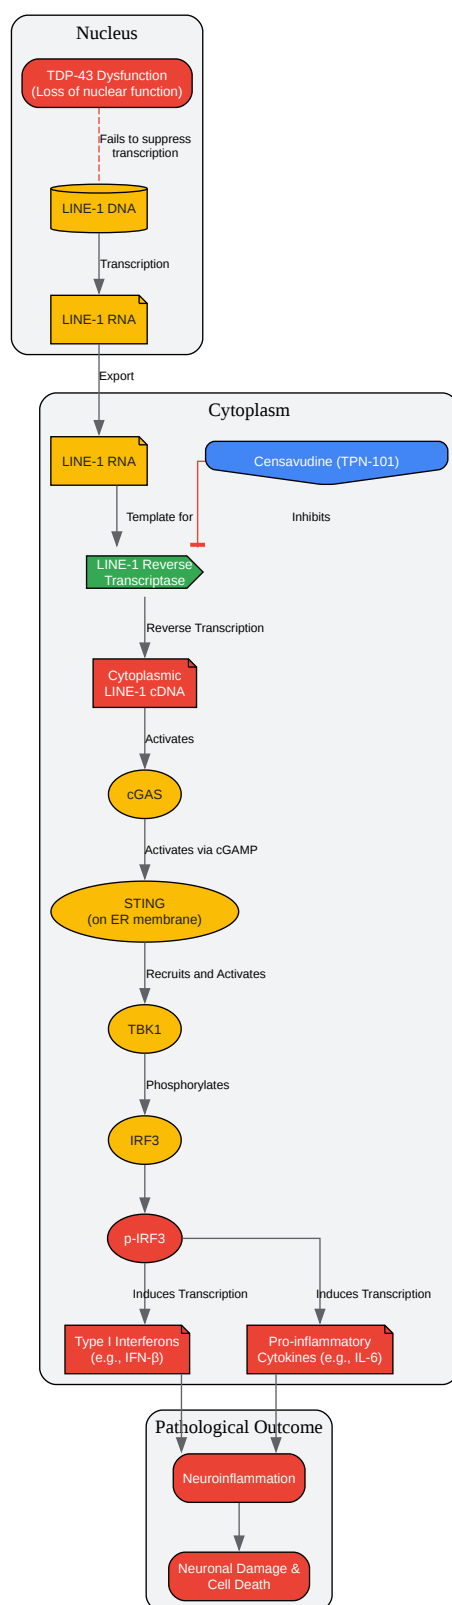 Nucleus
TDP-43 Dysfunction
(Loss of nuclear function)
Fails to suppress
transcription
LINE-1 DNA
Transcription
LINE-1 RNA
Export
Cytoplasm
LINE-1 RNA
Censavudine (TPN-101)
Template for
Inhibits
LINE-1 Reverse
Transcriptase
Reverse Transcription
Cytoplasmic
LINE-1 cDNA
Activates
cGAS
Activates via cGAMP
STING
(on ER membrane)
Recruits and Activates
TBK1
Phosphorylates
IRF3
p-IRF3
Induces Transcription
Induces Transcription
Type I Interferons
(e.g., IFN-β)
Pro-inflammatory
Cytokines (e.g., IL-6)
Pathological Outcome
Neuroinflammation
Neuronal Damage &
Cell Death